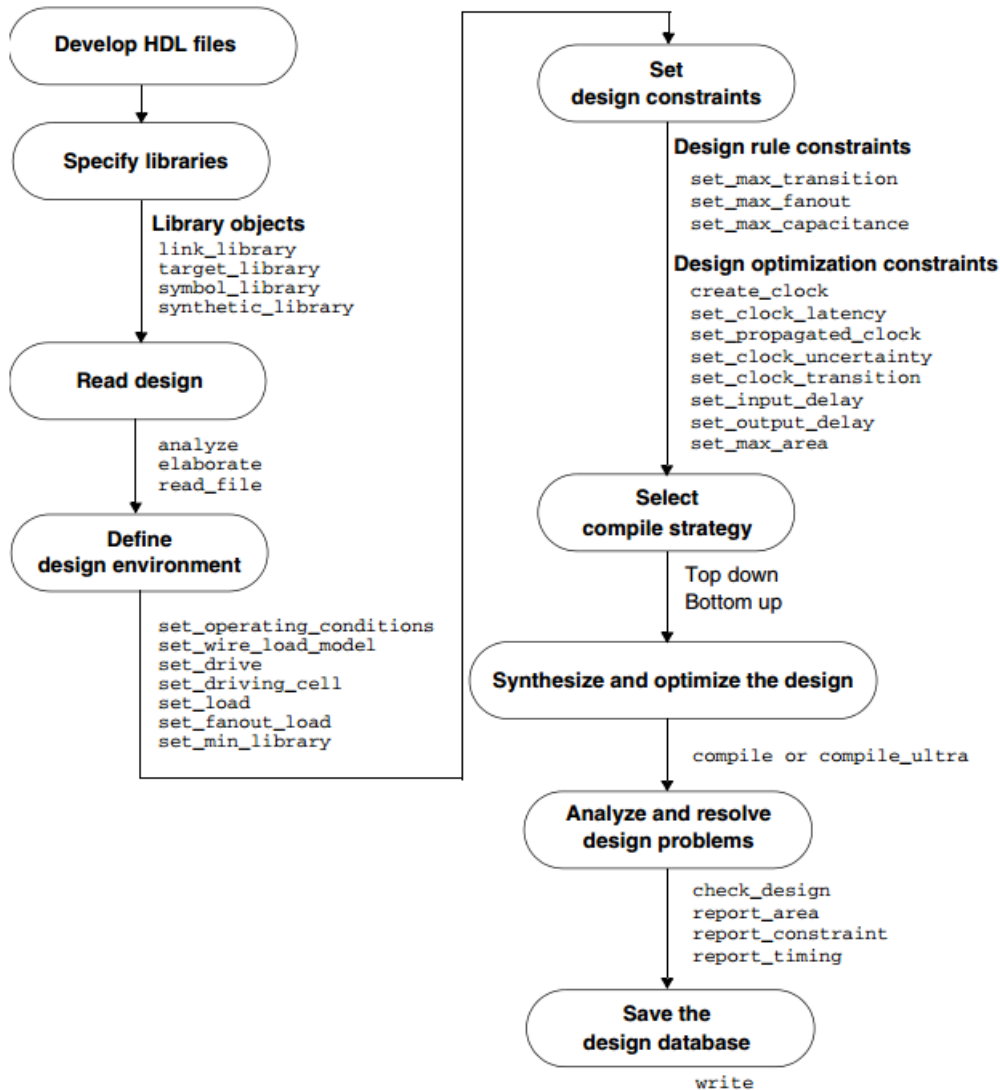 Develop HDL files
Specify libraries
Library objects
link_library
target_library
symbol_library
synthetic_library
Read design
analyze
elaborate
read_file
Define
design environment
set_operating_conditions
set_wire_load_model
set_drive
set_driving_cell
set_load
set_fanout_load
set_min_library
Set
design constraints
Design rule constraints
set_max_transition
set_max_fanout
set_max_capacitance
Design optimization constraints
create_clock
set_clock_latency
set_propagated_clock
set_clock_uncertainty
set_clock_transition
set_input_delay
set_output_delay
set_max_area
Select
compile strategy
Top down
Bottom up
Synthesize and optimize the design
compile or compile_ultra
Analyze and resolve
design problems
check_design
report_area
report_constraint
report_timing
Save the
design database
write